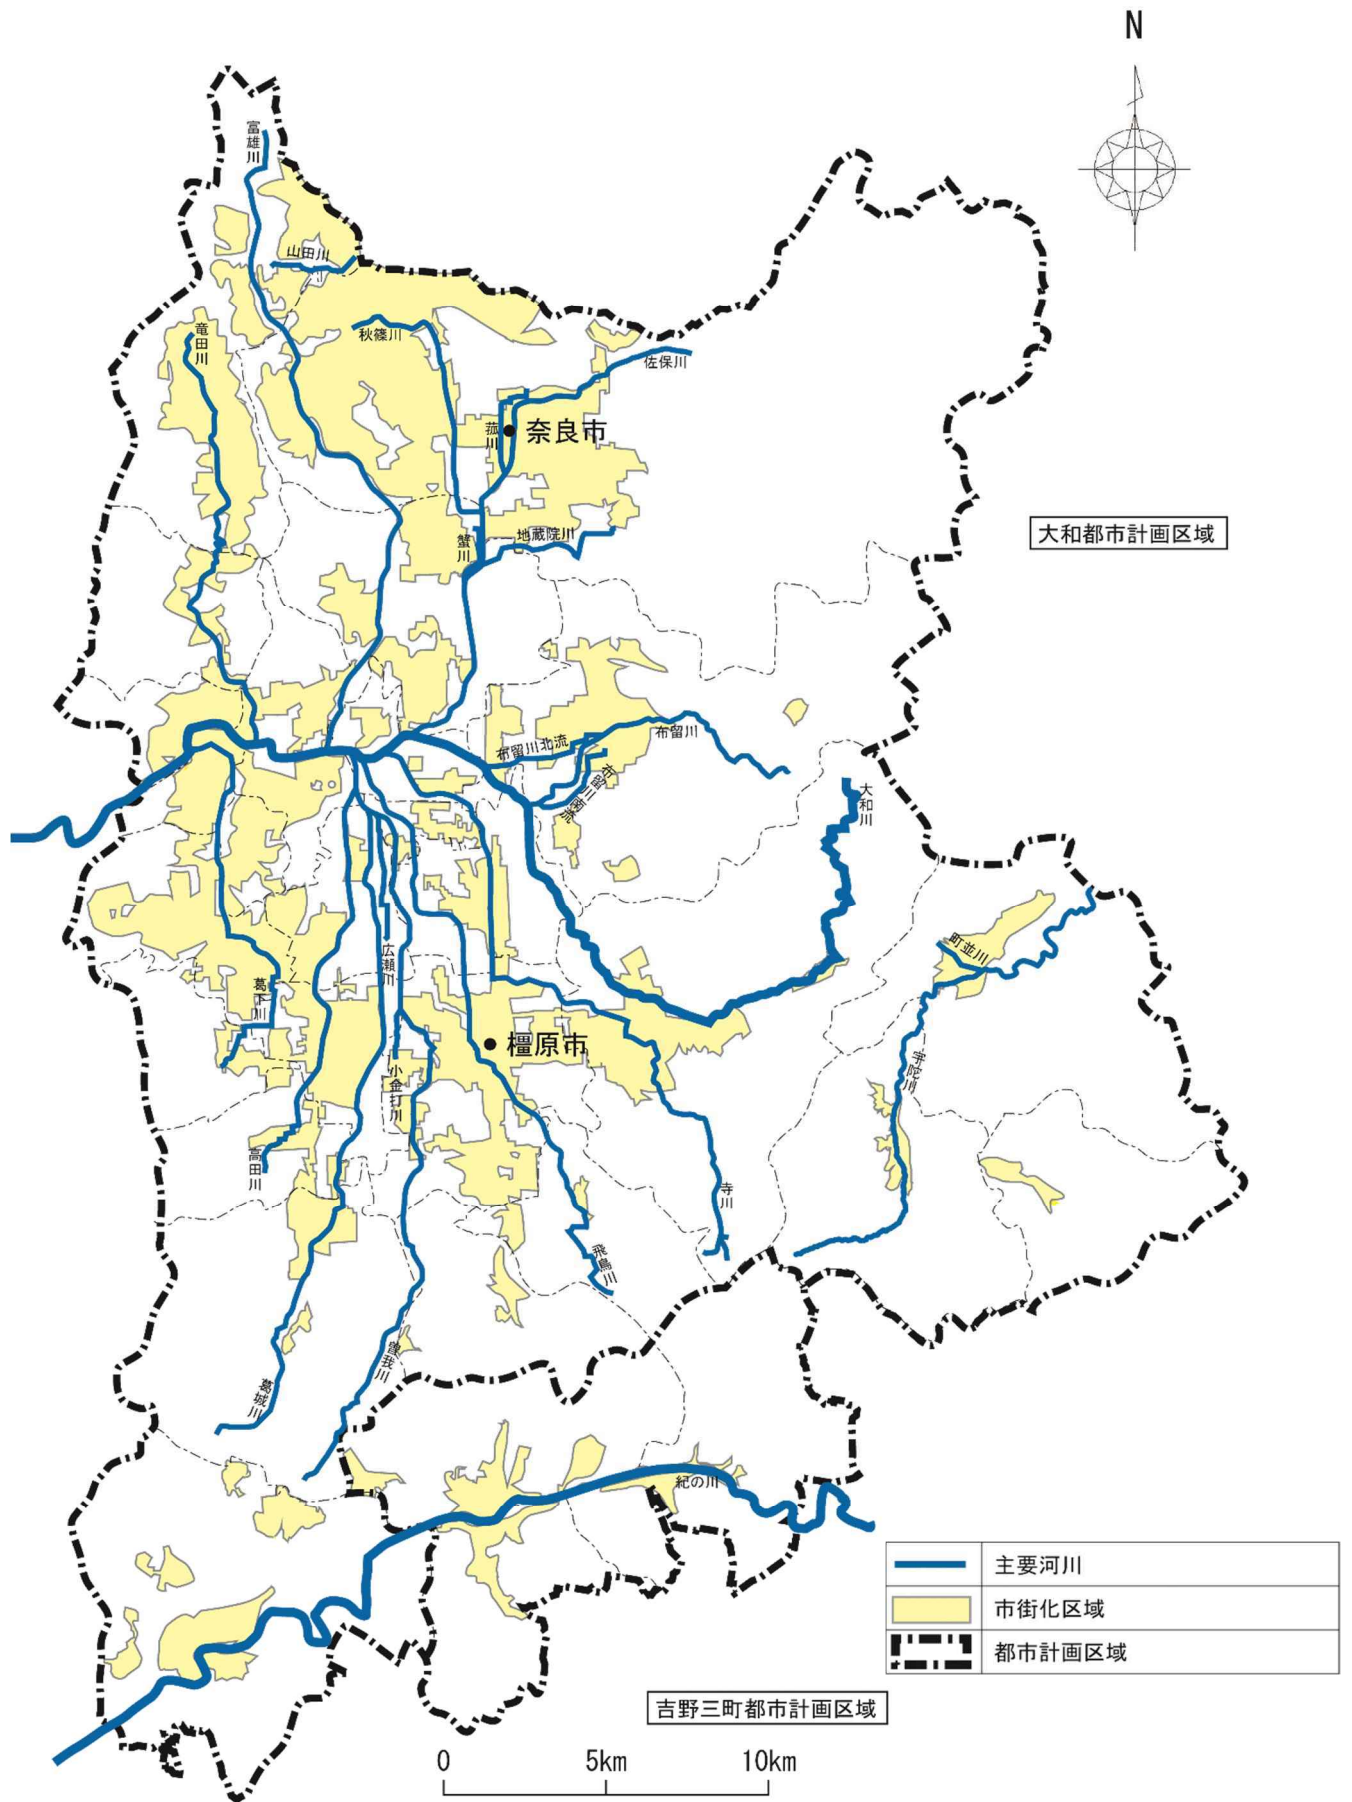 N
富雄川
山田川
竜田川
秋篠川
佐保川
菰川
奈良市
蟹川
地蔵院川
大和都市計画区域
布留川北流
布留川
布留川南流
大和川
町並川
広瀬川
葛下川
橿原市
宇陀川
小金打川
高田川
寺川
飛鳥川
曽我川
葛城川
紀の川
主要河川
市街化区域
都市計画区域
吉野三町都市計画区域
0 5km 10km